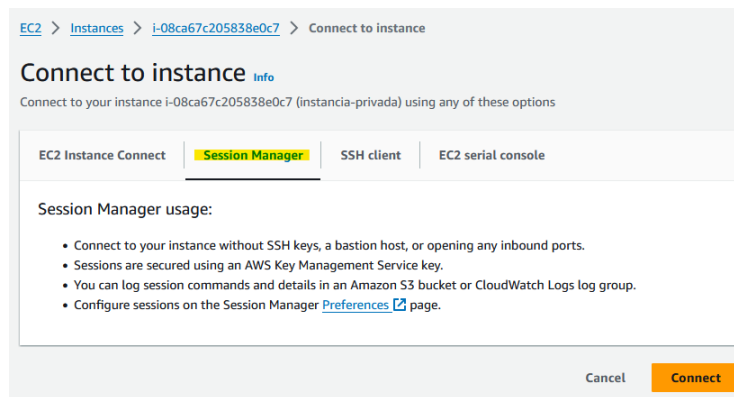 EC2 > Instances > i-08ca67c205838e0c7 > Connect to instance
Connect to instance Info
Connect to your instance i-08ca67c205838e0c7 (instancia-privada) using any of these options
EC2 Instance Connect Session Manager SSH client EC2 serial console
Session Manager usage:
• Connect to your instance without SSH keys, a bastion host, or opening any inbound ports.
• Sessions are secured using an AWS Key Management Service key.
• You can log session commands and details in an Amazon S3 bucket or CloudWatch Logs log group.
• Configure sessions on the Session Manager Preferences page.
Cancel Connect